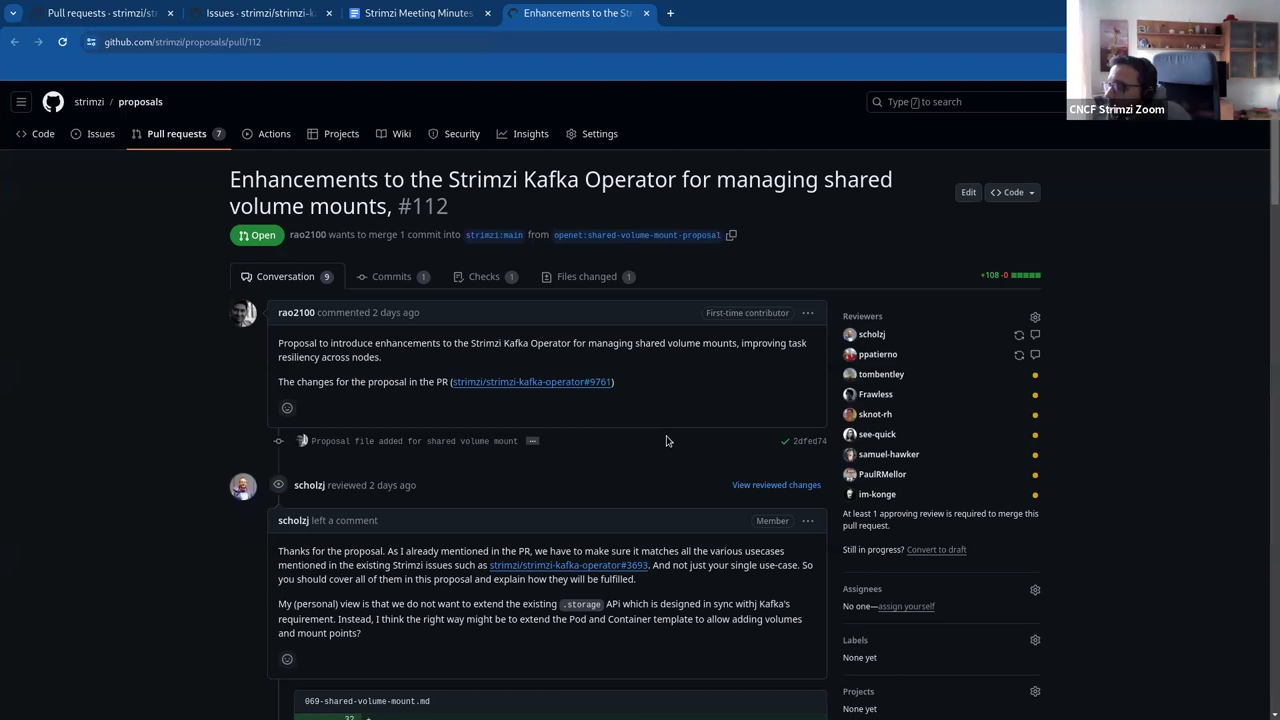 Pull requests · strimzi/str
Issues · strimzi/strimzi-k
Strimzi Meeting Minutes
Enhancements to the Str
github.com/strimzi/proposals/pull/112
CNCF Strimzi Zoom
strimzi / proposals
Type / to search
Code
Issues
Pull requests 7
Actions
Projects
Wiki
Security
Insights
Settings
Enhancements to the Strimzi Kafka Operator for managing shared
volume mounts, #112
Edit
<> Code
Open
rao2100 wants to merge 1 commit into strimzi:main from openet:shared-volume-mount-proposal
Conversation 9
Commits 1
Checks 1
Files changed 1
+108 -0
rao2100 commented 2 days ago
First-time contributor
Proposal to introduce enhancements to the Strimzi Kafka Operator for managing shared volume mounts, improving task
resiliency across nodes.
The changes for the proposal in the PR (strimzi/strimzi-kafka-operator#9761)
Proposal file added for shared volume mount
2dfed74
scholzj reviewed 2 days ago
View reviewed changes
scholzj left a comment
Member
Thanks for the proposal. As I already mentioned in the PR, we have to make sure it matches all the various usecases
mentioned in the existing Strimzi issues such as strimzi/strimzi-kafka-operator#3693. And not just your single use-case. So
you should cover all of them in this proposal and explain how they will be fulfilled.
My (personal) view is that we do not want to extend the existing .storage APi which is designed in sync withj Kafka's
requirement. Instead, I think the right way might be to extend the Pod and Container template to allow adding volumes
and mount points?
069-shared-volume-mount.md
32 +
Reviewers
scholzj
ppatierno
tombentley
Frawless
sknot-rh
see-quick
samuel-hawker
PaulRMellor
im-konge
At least 1 approving review is required to merge this
pull request.
Still in progress? Convert to draft
Assignees
No one—assign yourself
Labels
None yet
Projects
None yet